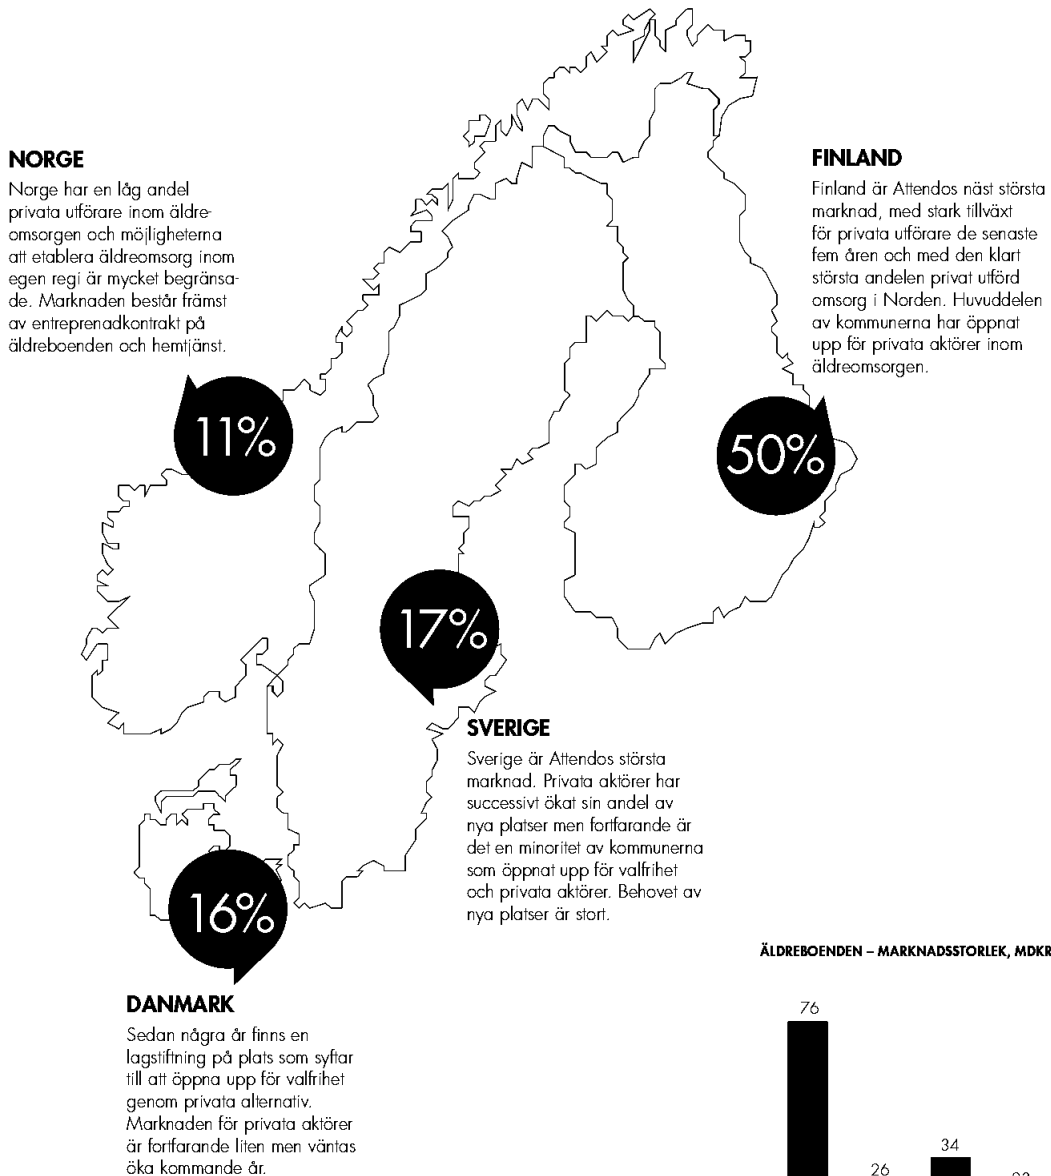 NORGE
Norge har en låg andel
privata utförare inom äldre-
omsorgen och möjligheterna
att etablera äldreomsorg inom
egen regi är mycket begränsa-
de. Marknaden består främst
av entreprenadkontrakt på
äldreboenden och hemtjänst.
11%
FINLAND
Finland är Attendos näst största
marknad, med stark tillväxt
för privata utförare de senaste
fem åren och med den klart
största andelen privat utförd
omsorg i Norden. Huvuddelen
av kommunerna har öppnat
upp för privata aktörer inom
äldreomsorgen.
50%
17%
SVERIGE
Sverige är Attendos största
marknad. Privata aktörer har
successivt ökat sin andel av
nya platser men fortfarande är
det en minoritet av kommunerna
som öppnat upp för valfrihet
och privata aktörer. Behovet av
nya platser är stort.
16%
DANMARK
Sedan några år finns en
lagstiftning på plats som syftar
till att öppna upp för valfrihet
genom privata alternativ.
Marknaden för privata aktörer
är fortfarande liten men väntas
öka kommande år.
ÄLDREBOENDEN – MARKNADSSTORLEK, MDKR
76
26
34